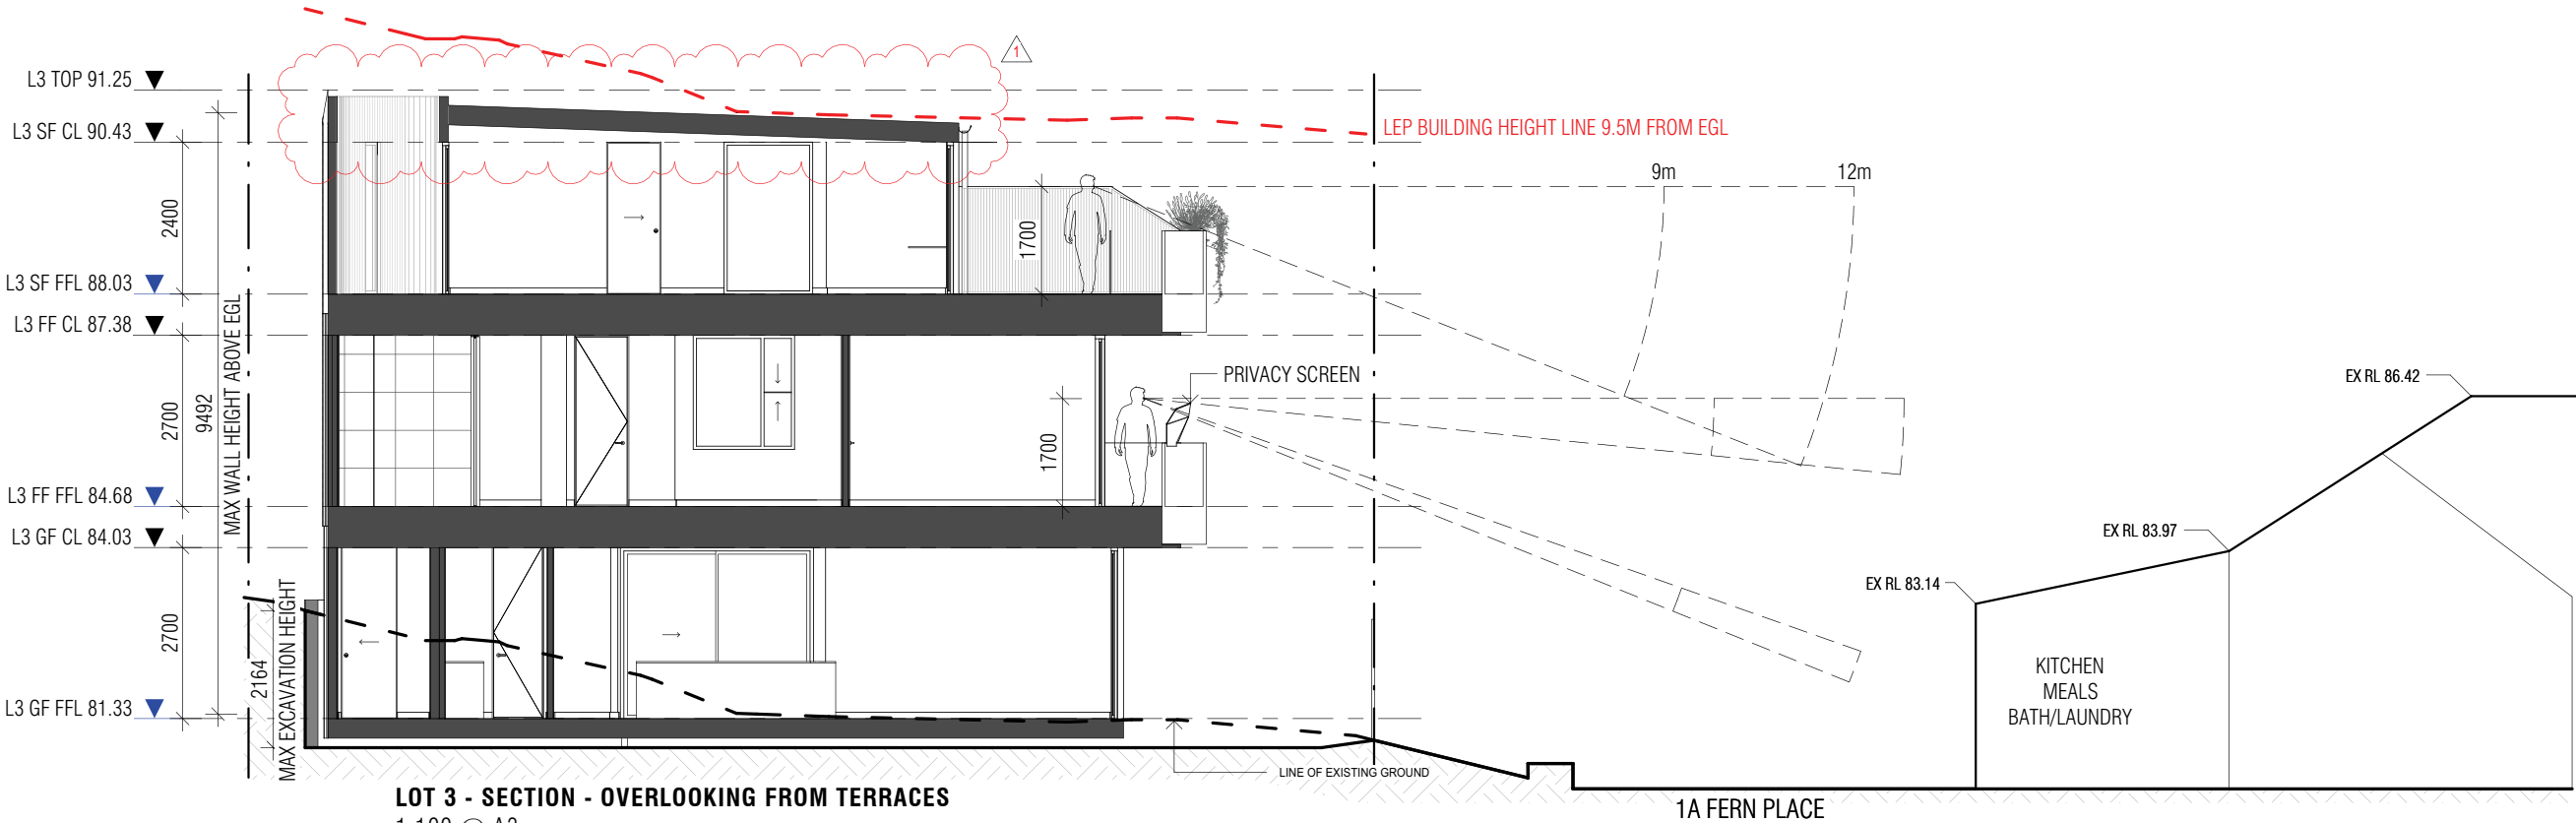 1
L3 TOP 91.25
L3 SF CL 90.43
LEP BUILDING HEIGHT LINE 9.5M FROM EGL
9m
12m
2400
1700
L3 SF FFL 88.03
L3 FF CL 87.38
MAX WALL HEIGHT ABOVE EGL
9492
PRIVACY SCREEN
EX RL 86.42
2700
1700
L3 FF FFL 84.68
L3 GF CL 84.03
EX RL 83.97
EX RL 83.14
2700
2164
MAX EXCAVATION HEIGHT
KITCHEN
MEALS
BATH/LAUNDRY
L3 GF FFL 81.33
LINE OF EXISTING GROUND
LOT 3 - SECTION - OVERLOOKING FROM TERRACES
1A FERN PLACE